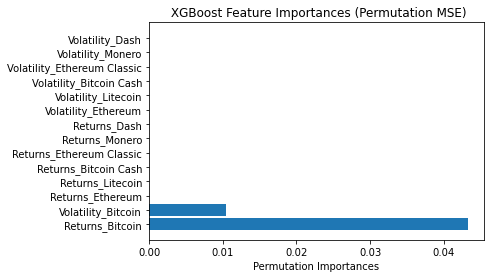 XGBoost Feature Importances (Permutation MSE)
Volatility_Dash
Volatility_Monero
Volatility_Ethereum Classic
Volatility_Bitcoin Cash
Volatility_Litecoin
Volatility_Ethereum
Returns_Dash
Returns_Monero
Returns_Ethereum Classic
Returns_Bitcoin Cash
Returns_Litecoin
Returns_Ethereum
Volatility_Bitcoin
Returns_Bitcoin
0.00 0.01 0.02 0.03 0.04
Permutation Importances